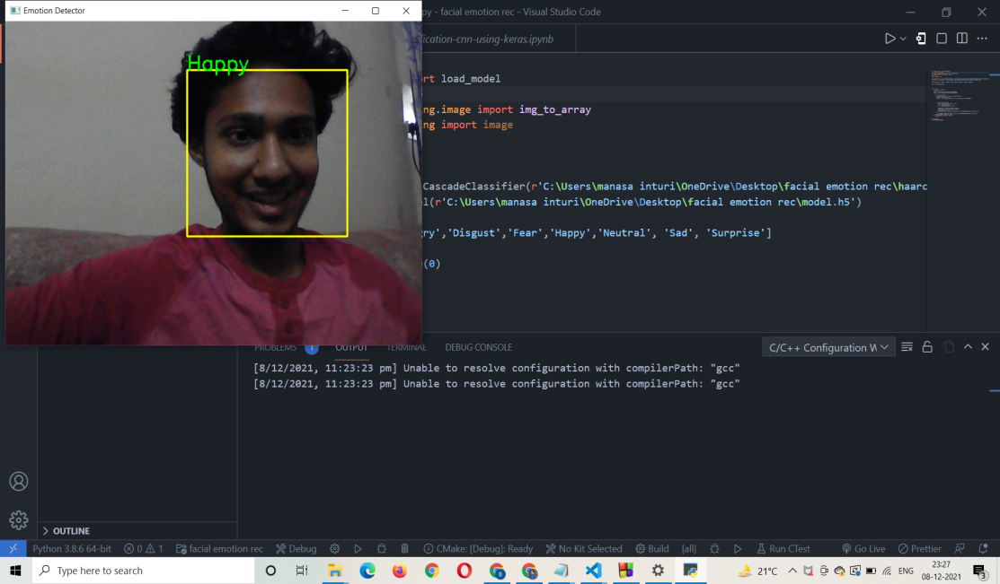 Emotion Detector
py - facial emotion rec - Visual Studio Code
ication-cnn-using-keras.ipynb
Happy
rt load_model
ng.image import img_to_array
ng import image
CascadeClassifier(r'C:\Users\manasa inturi\OneDrive\Desktop\facial emotion rec\haarc
l(r'C:\Users\manasa inturi\OneDrive\Desktop\facial emotion rec\model.h5')
ry','Disgust','Fear','Happy','Neutral', 'Sad', 'Surprise']
(0)
PROBLEMS 1 OUTPUT TERMINAL DEBUG CONSOLE C/C++ Configuration W
[8/12/2021, 11:23:23 pm] Unable to resolve configuration with compilerPath: "gcc"
[8/12/2021, 11:23:23 pm] Unable to resolve configuration with compilerPath: "gcc"
OUTLINE
Python 3.8.6 64-bit 0 1 facial emotion rec Debug CMake: [Debug]: Ready No Kit Selected Build [all] Run CTest Go Live Prettier
Type here to search 21°C ENG 23:27
08-12-2021 3